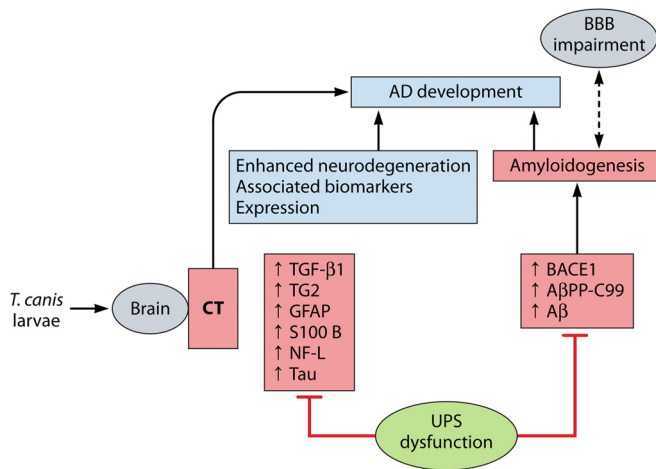 BBB
impairment
AD development
Enhanced neurodegeneration
Associated biomarkers
Expression
Amyloidogenesis
T. canis
larvae
Brain
CT
↑ TGF-β1
↑ TG2
↑ GFAP
↑ S100 B
↑ NF-L
↑ Tau
↑ BACE1
↑ AβPP-C99
↑ Aβ
UPS
dysfunction